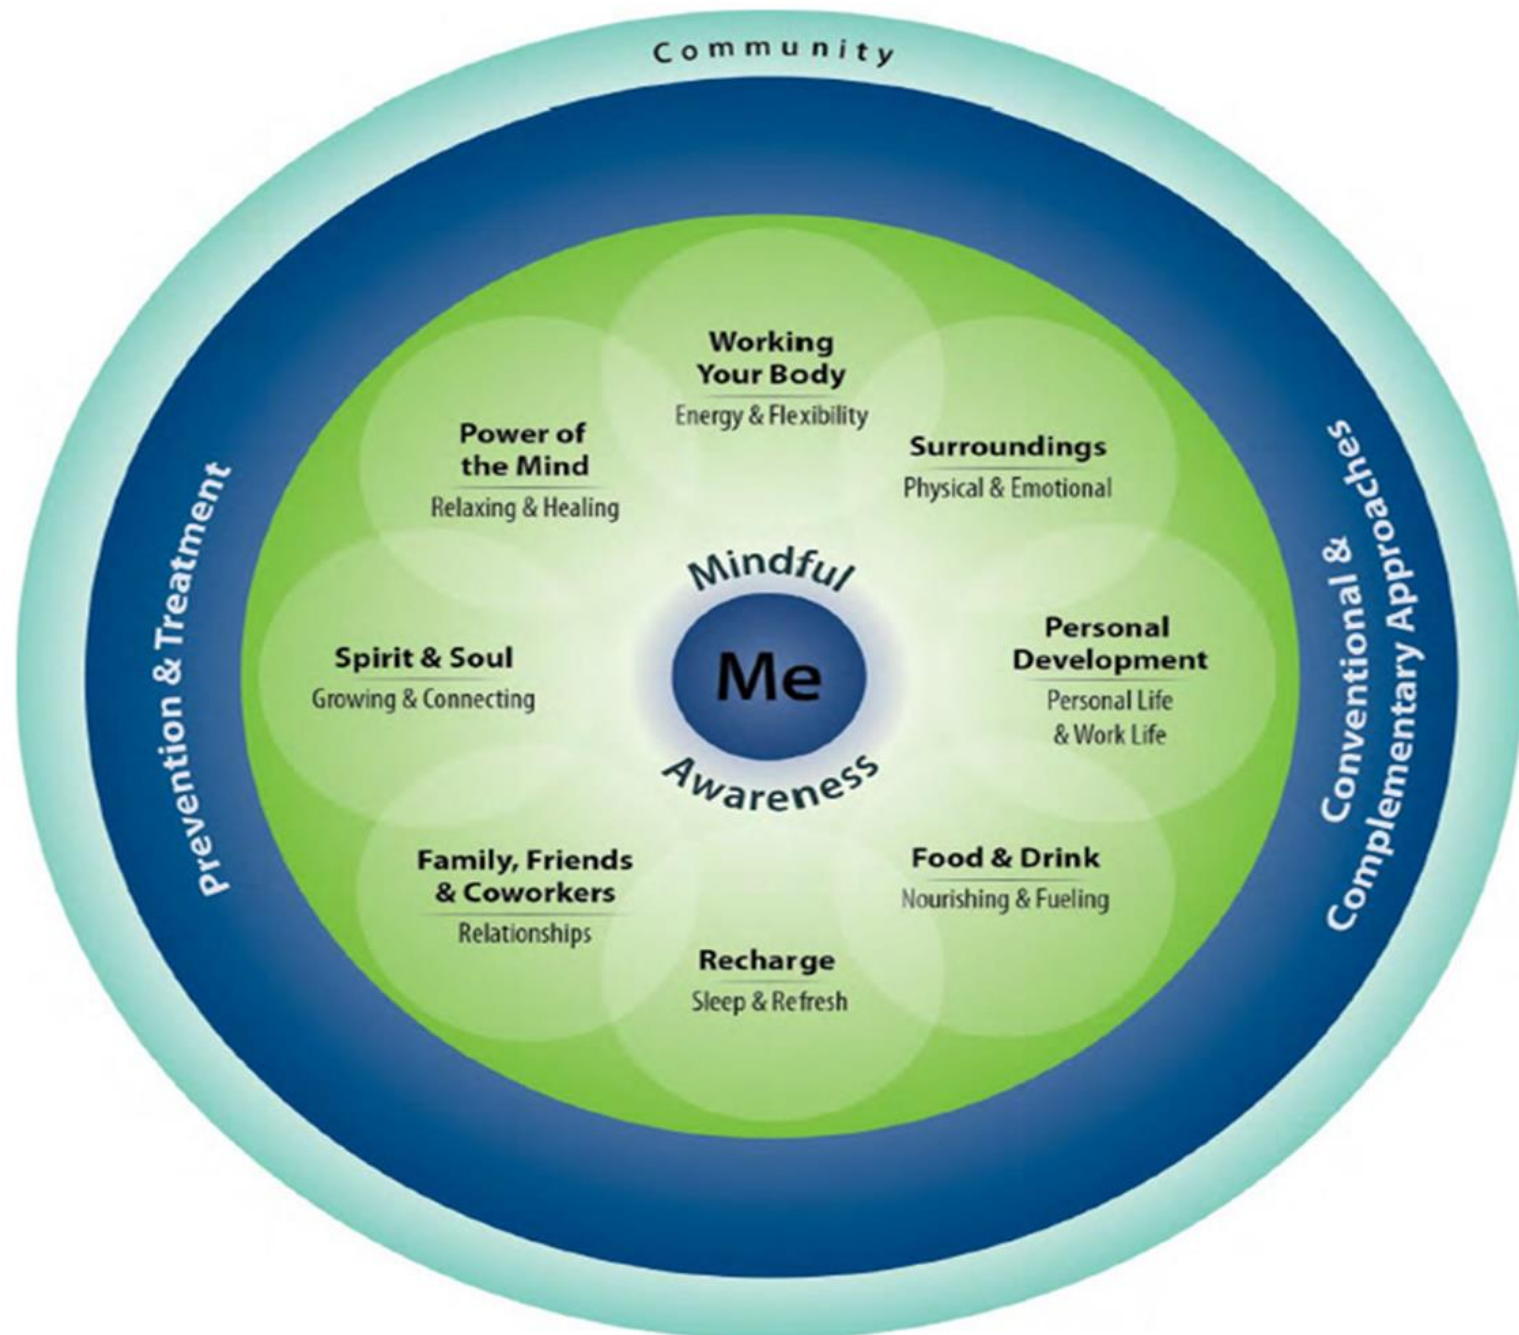 Community
Working
Your Body
Energy & Flexibility
Surroundings
Physical & Emotional
Personal
Development
Personal Life
& Work Life
Food & Drink
Nourishing & Fueling
Recharge
Sleep & Refresh
Family, Friends
& Coworkers
Relationships
Spirit & Soul
Growing & Connecting
Power of
the Mind
Relaxing & Healing
Mindful
Me
Awareness
Prevention & Treatment
Conventional &
Complementary Approaches